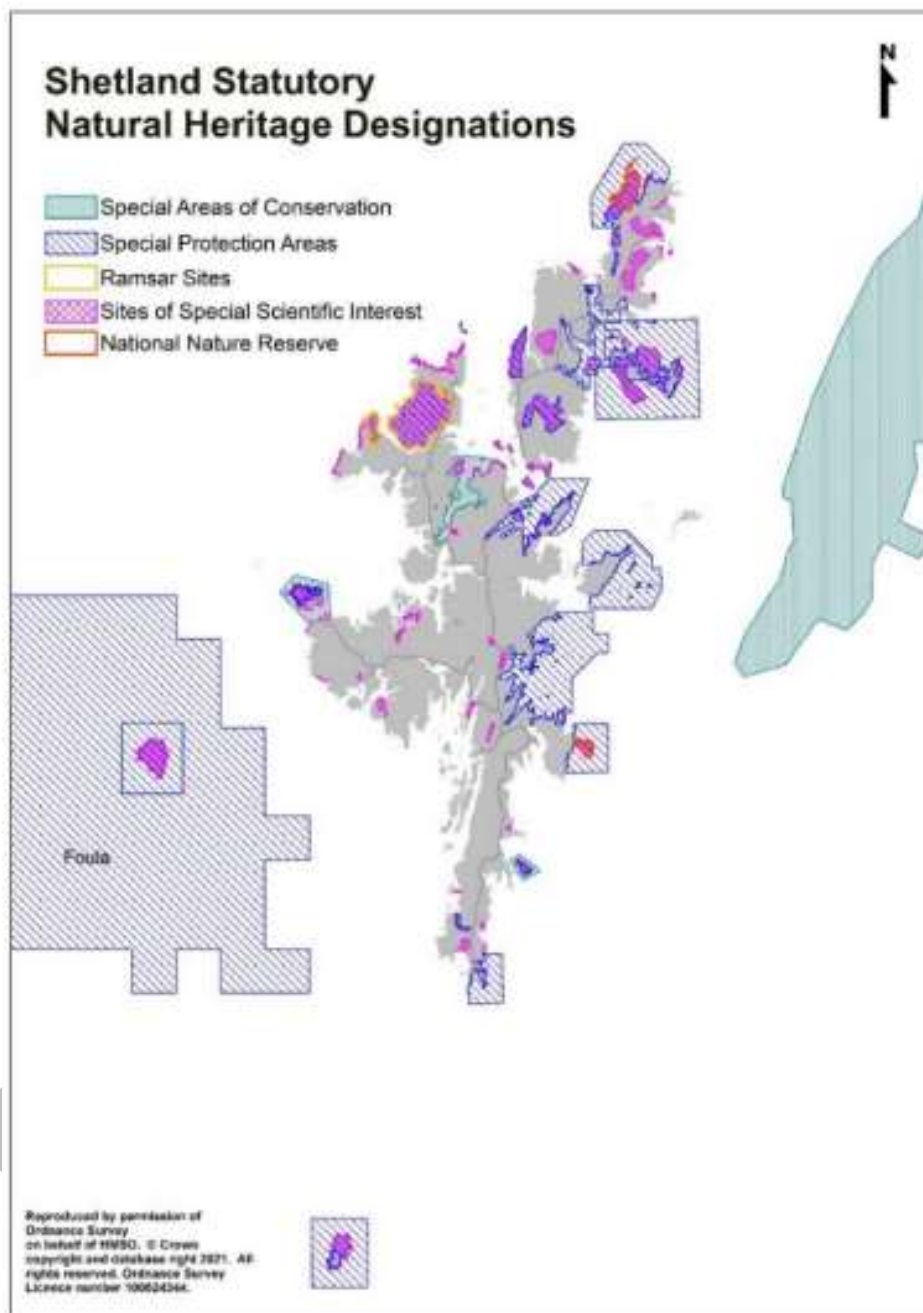 Shetland Statutory
Natural Heritage Designations
N
Special Areas of Conservation
Special Protection Areas
Ramsar Sites
Sites of Special Scientific Interest
National Nature Reserve
Foula
Reproduced by permission of
Ordnance Survey
on behalf of HMSO. © Crown
copyright and database right 2021. All
rights reserved. Ordnance Survey
Licence number